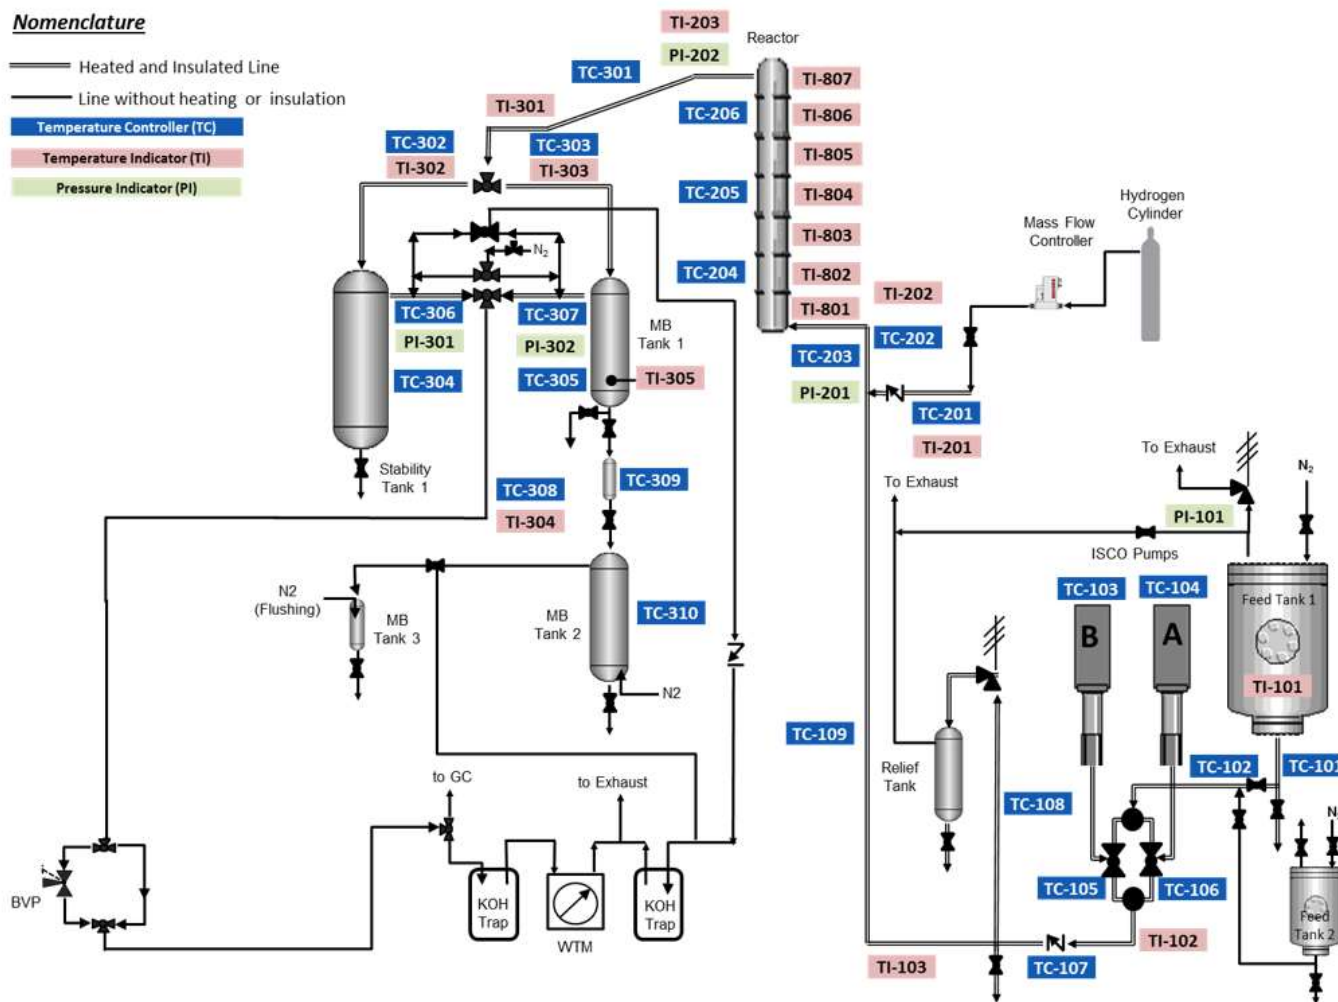 Nomenclature
Heated and Insulated Line
Line without heating or insulation
Temperature Controller (TC)
Temperature Indicator (TI)
Pressure Indicator (PI)
TI-203
Reactor
PI-202
TC-301
TI-301
TC-302
TC-303
TI-302
TI-303
TI-807
TC-206
TI-806
TI-805
TC-205
TI-804
TI-803
TC-204
TI-802
TI-801
TI-202
TC-202
TC-203
PI-201
TC-201
TI-201
Hydrogen
Cylinder
Mass Flow
Controller
N2
TC-306
TC-307
PI-301
PI-302
TC-304
TC-305
MB
Tank 1
TI-305
Stability
Tank 1
TC-308
TC-309
TI-304
N2
(Flushing)
MB
Tank 3
MB
Tank 2
TC-310
N2
To Exhaust
To Exhaust
N2
PI-101
ISCO Pumps
TC-103
TC-104
Feed Tank 1
B
A
TI-101
TC-109
Relief
Tank
TC-108
TC-102
TC-101
TC-105
TC-106
TI-102
TC-107
TI-103
Feed
Tank 2
to GC
to Exhaust
BVP
KOH
Trap
WTM
KOH
Trap